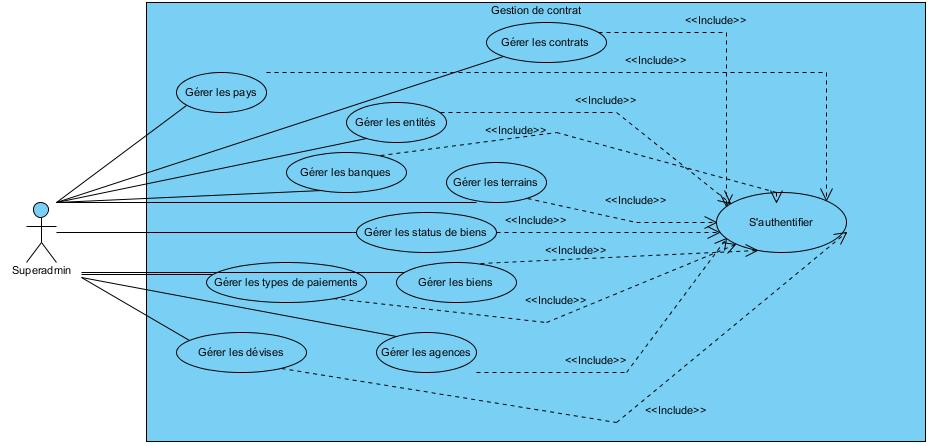 Gestion de contrat
<<Include>>
Gérer les contrats
<<Include>>
Gérer les pays
<<Include>>
Gérer les entités
<<Include>>
Gérer les banques
Gérer les terrains
<<Include>>
<<Include>>
S'authentifier
Gérer les status de biens
<<Include>>
Superadmin
Gérer les types de paiements
Gérer les biens
<<Include>>
Gérer les dévises
Gérer les agences
<<Include>>
<<Include>>